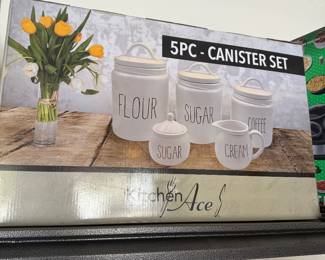 5PC - CANISTER SET
FLOUR
SUGAR
COFFEE
SUGAR
CREAM
Kitchen Ace